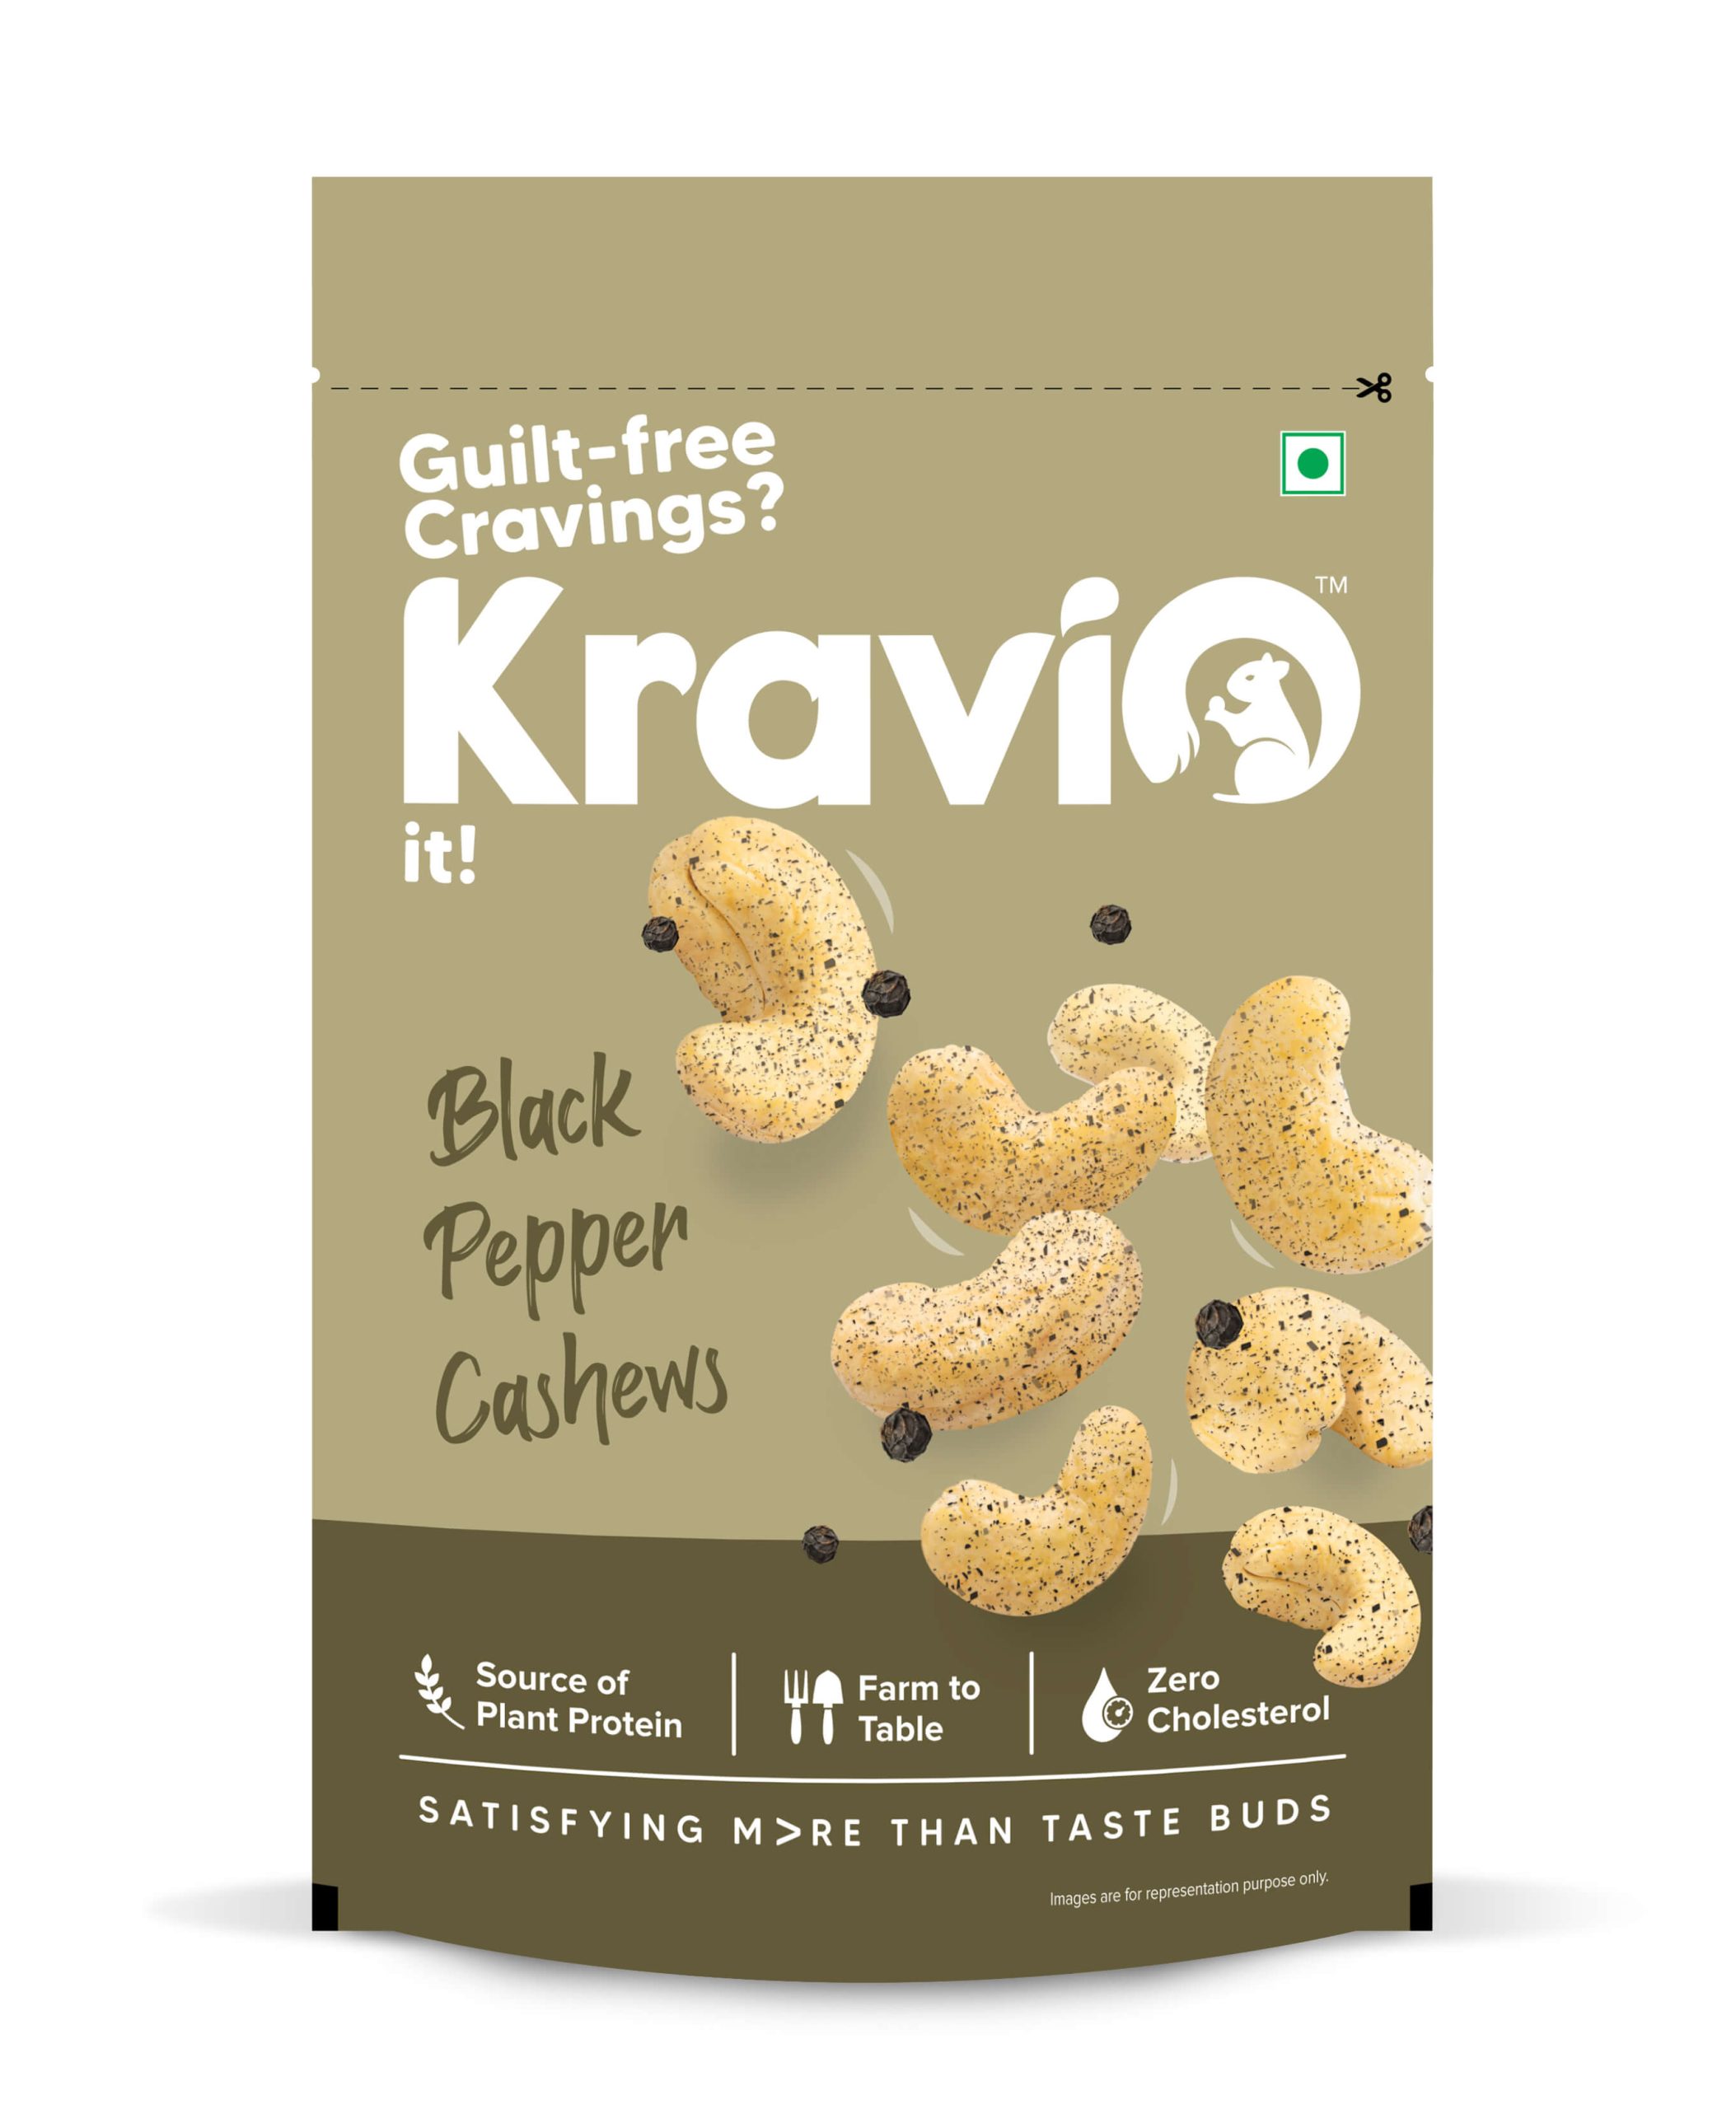 Guilt-free
Cravings?
Kravio
TM
it!
Black
Pepper
Cashews
Source of
Plant Protein
Farm to
Table
Zero
Cholesterol
SATISFYING M>RE THAN TASTE BUDS
Images are for representation purpose only.